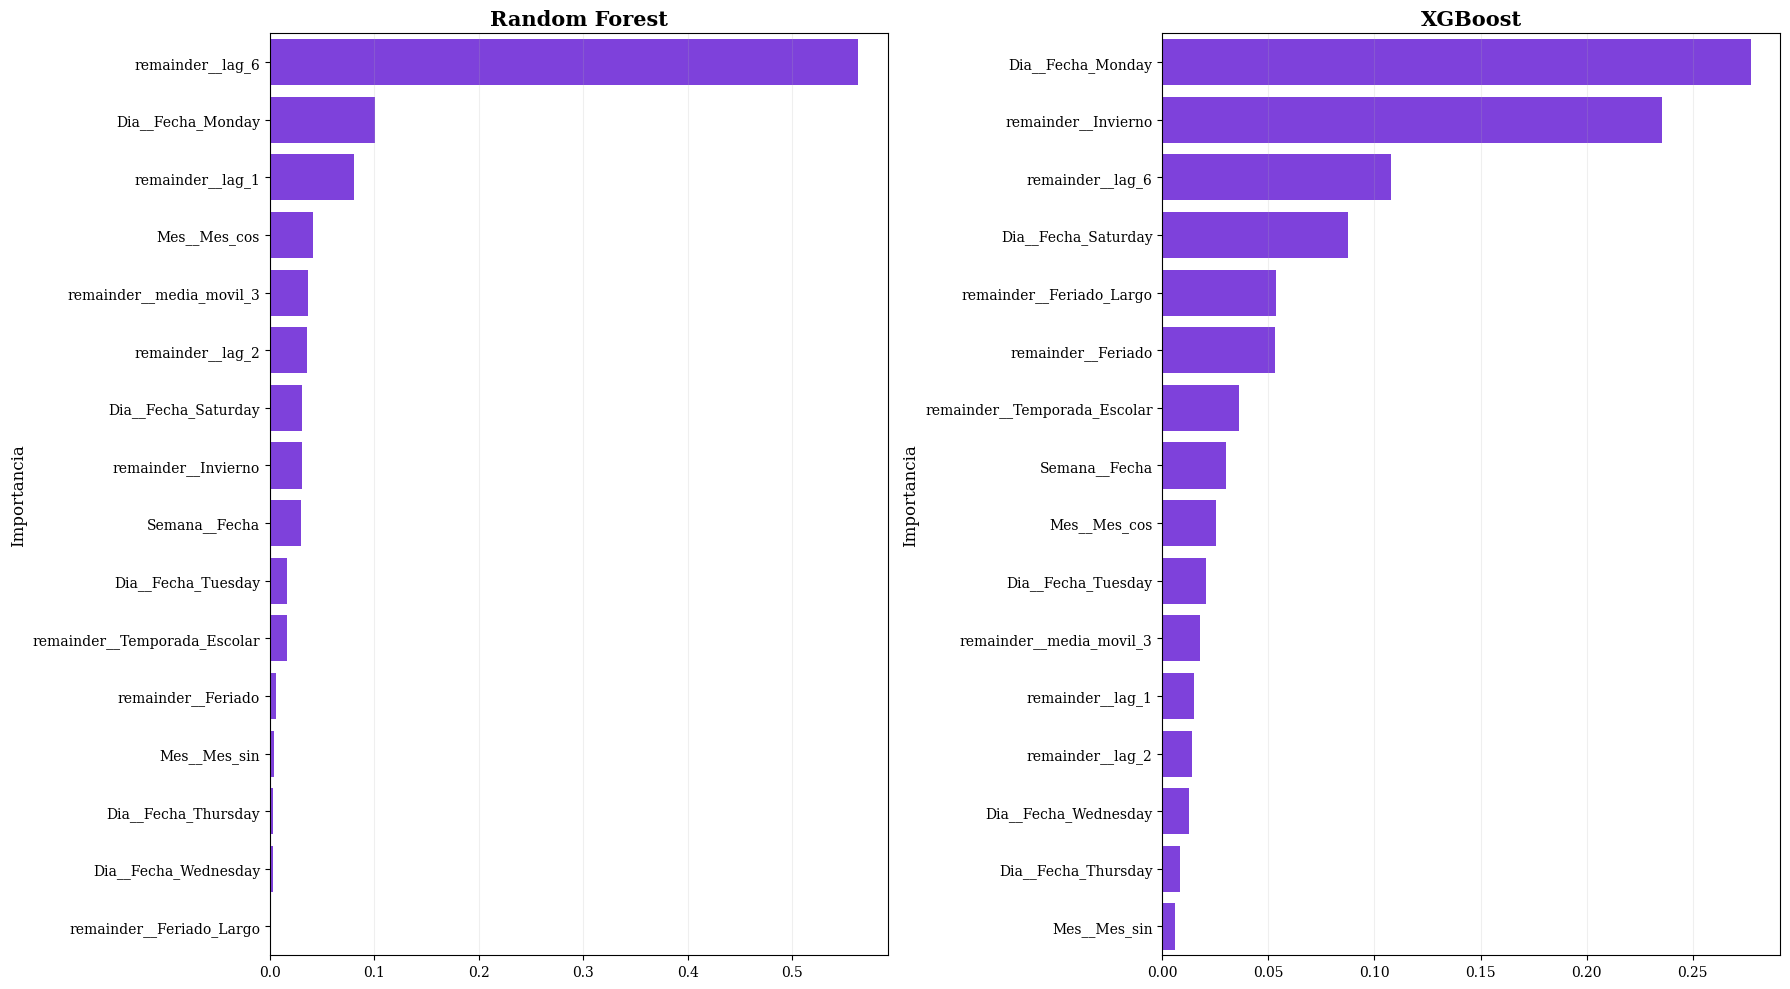 Random Forest
Importancia
remainder__lag_6
Dia__Fecha_Monday
remainder__lag_1
Mes__Mes_cos
remainder__media_movil_3
remainder__lag_2
Dia__Fecha_Saturday
remainder__Invierno
Semana__Fecha
Dia__Fecha_Tuesday
remainder__Temporada_Escolar
remainder__Feriado
Mes__Mes_sin
Dia__Fecha_Thursday
Dia__Fecha_Wednesday
remainder__Feriado_Largo
0.0 0.1 0.2 0.3 0.4 0.5
XGBoost
Importancia
Dia__Fecha_Monday
remainder__Invierno
remainder__lag_6
Dia__Fecha_Saturday
remainder__Feriado_Largo
remainder__Feriado
remainder__Temporada_Escolar
Semana__Fecha
Mes__Mes_cos
Dia__Fecha_Tuesday
remainder__media_movil_3
remainder__lag_1
remainder__lag_2
Dia__Fecha_Wednesday
Dia__Fecha_Thursday
Mes__Mes_sin
0.00 0.05 0.10 0.15 0.20 0.25